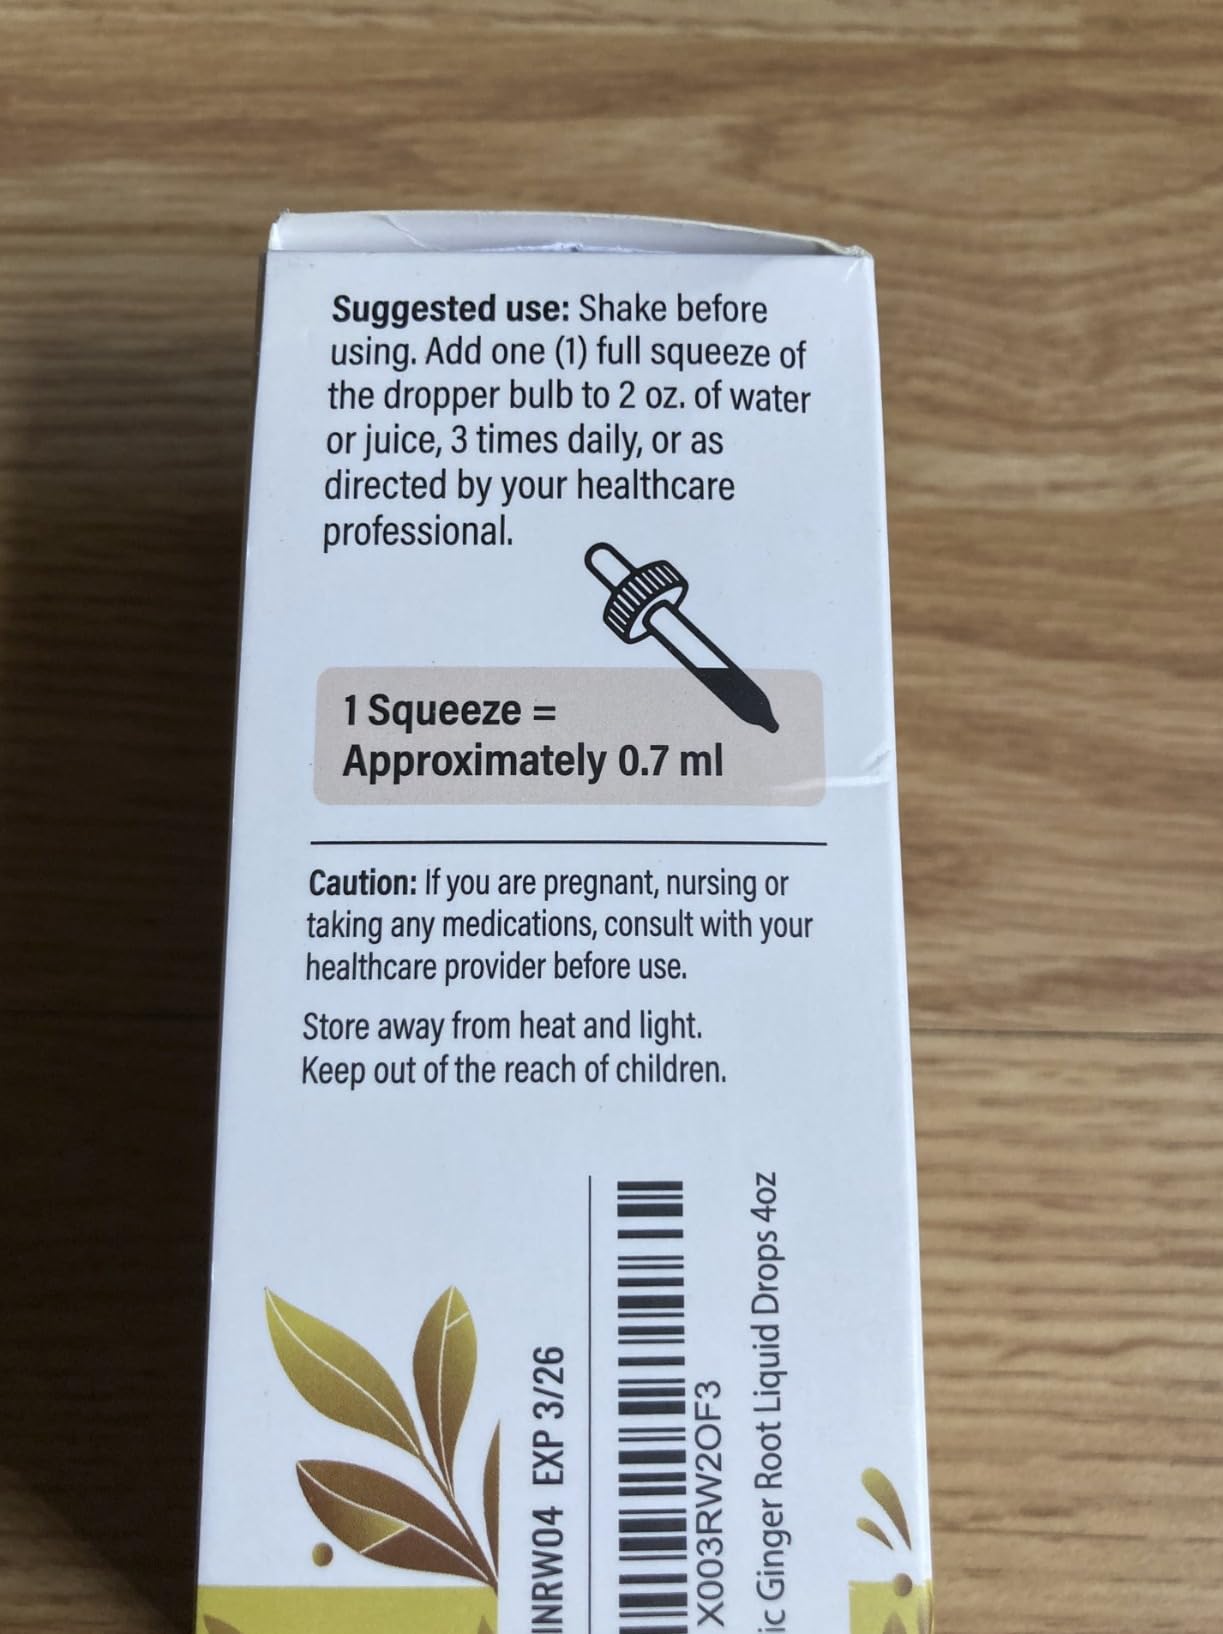 Suggested use: Shake before
using. Add one (1) full squeeze of
the dropper bulb to 2 oz. of water
or juice, 3 times daily, or as
directed by your healthcare
professional.
1 Squeeze =
Approximately 0.7 ml
Caution: If you are pregnant, nursing or
taking any medications, consult with your
healthcare provider before use.
Store away from heat and light.
Keep out of the reach of children.
INRW04 EXP 3/26
X003RW2OF3
ic Ginger Root Liquid Drops 4oz